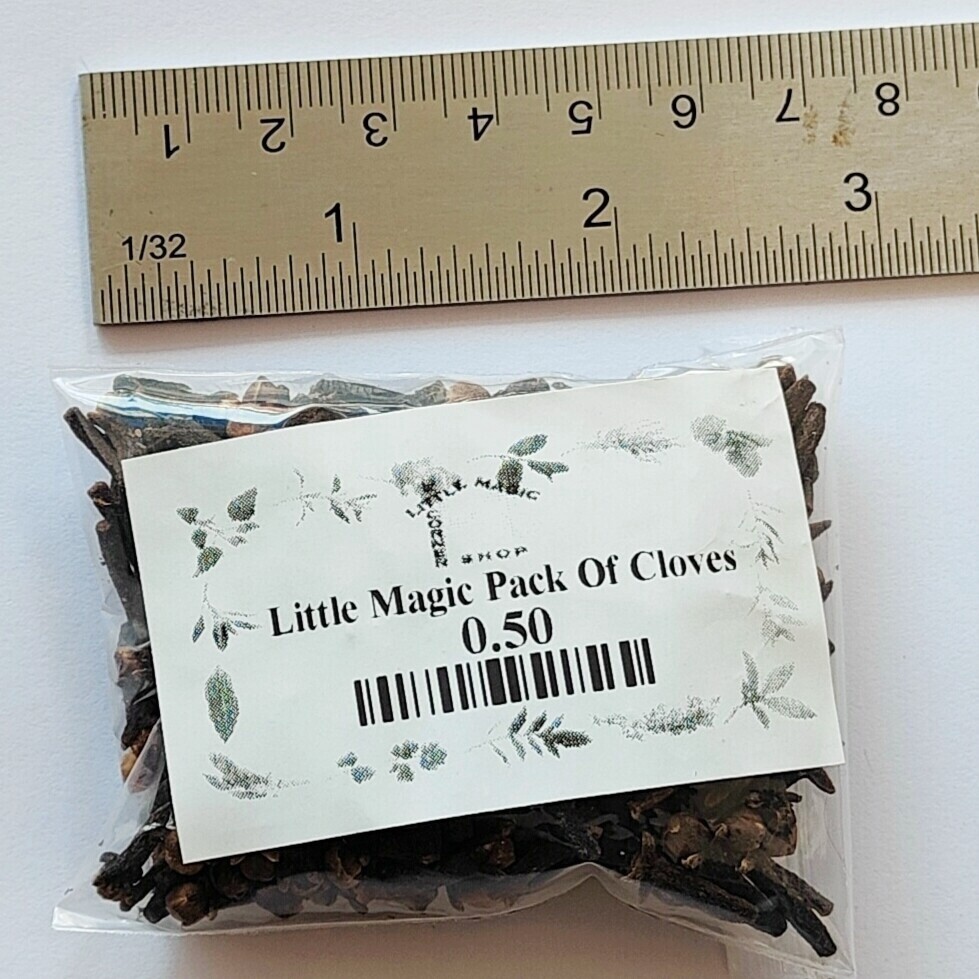 1 2 3 4 5 6 7 8
1 2 3
1/32
LITTLE MAGIC
CORNER
SHOP
Little Magic Pack Of Cloves
0.50